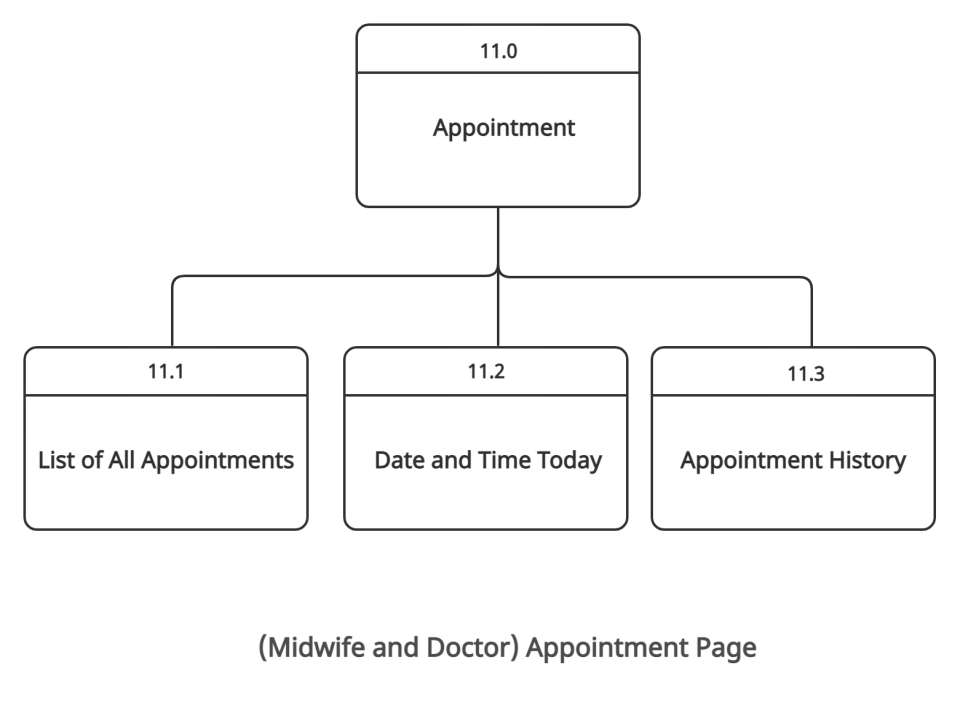 11.0
Appointment
11.1
List of All Appointments
11.2
Date and Time Today
11.3
Appointment History
(Midwife and Doctor) Appointment Page